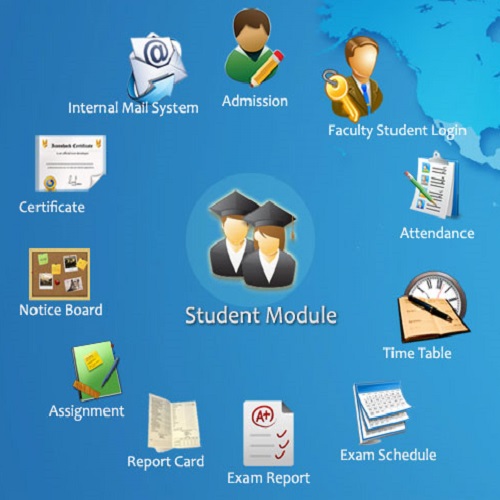 Admission
Internal Mail System
Faculty Student Login
Certificate
Attendance
Notice Board
Student Module
Time Table
Assignment
Report Card
Exam Schedule
A+
Exam Report